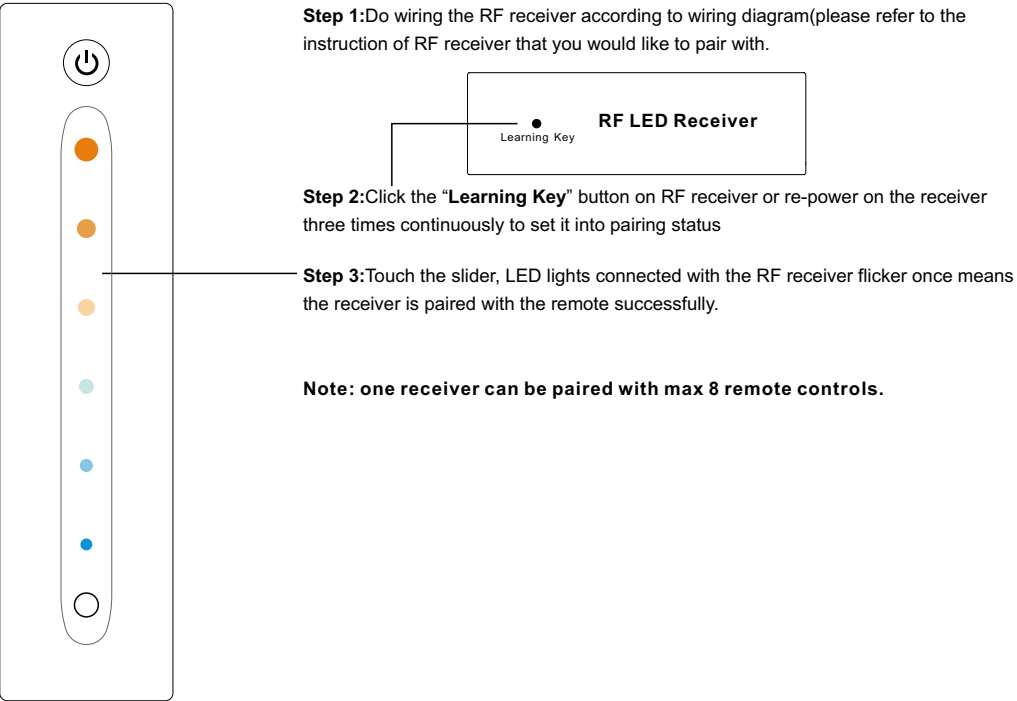 Step 1:Do wiring the RF receiver according to wiring diagram(please refer to the
instruction of RF receiver that you would like to pair with.
RF LED Receiver
Learning Key
Step 2:Click the “Learning Key” button on RF receiver or re-power on the receiver
three times continuously to set it into pairing status
Step 3:Touch the slider, LED lights connected with the RF receiver flicker once means
the receiver is paired with the remote successfully.
Note: one receiver can be paired with max 8 remote controls.